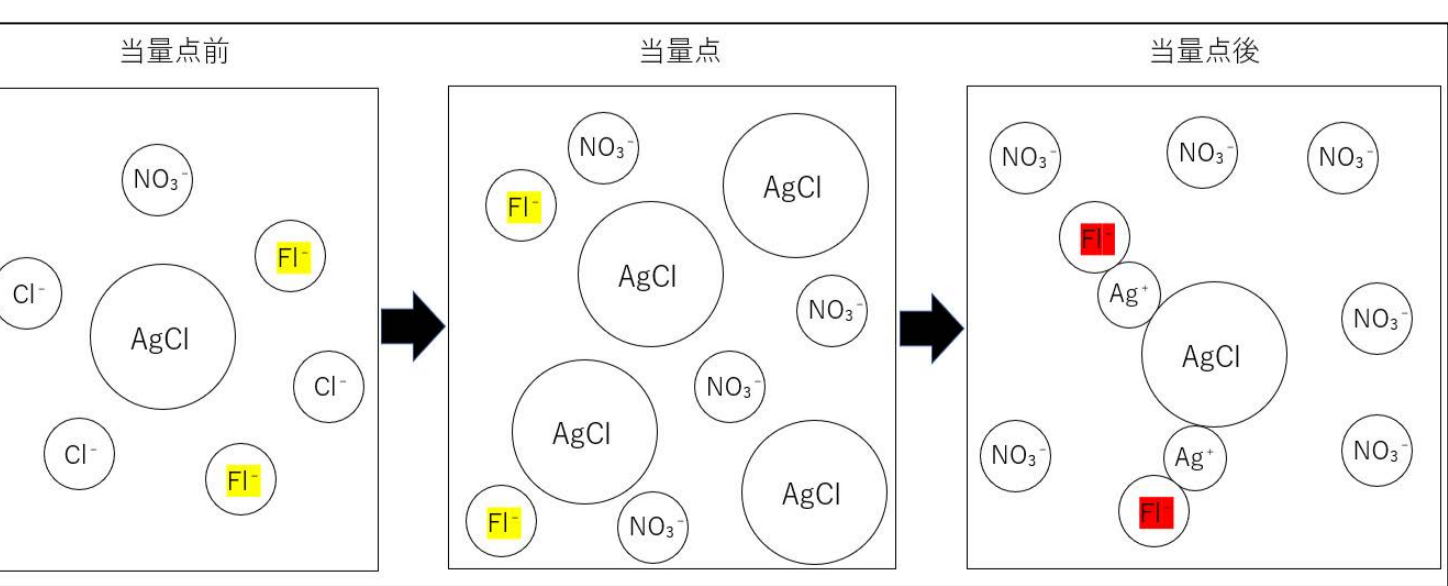 当量点前
当量点
当量点後
NO₃⁻
Fl⁻
Cl⁻
AgCl
Cl⁻
Cl⁻
Fl⁻
NO₃⁻
AgCl
Fl⁻
AgCl
NO₃⁻
NO₃⁻
AgCl
AgCl
Fl⁻
NO₃⁻
NO₃⁻
NO₃⁻
NO₃⁻
Fl⁻
Ag⁺
NO₃⁻
AgCl
NO₃⁻
Ag⁺
NO₃⁻
Fl⁻